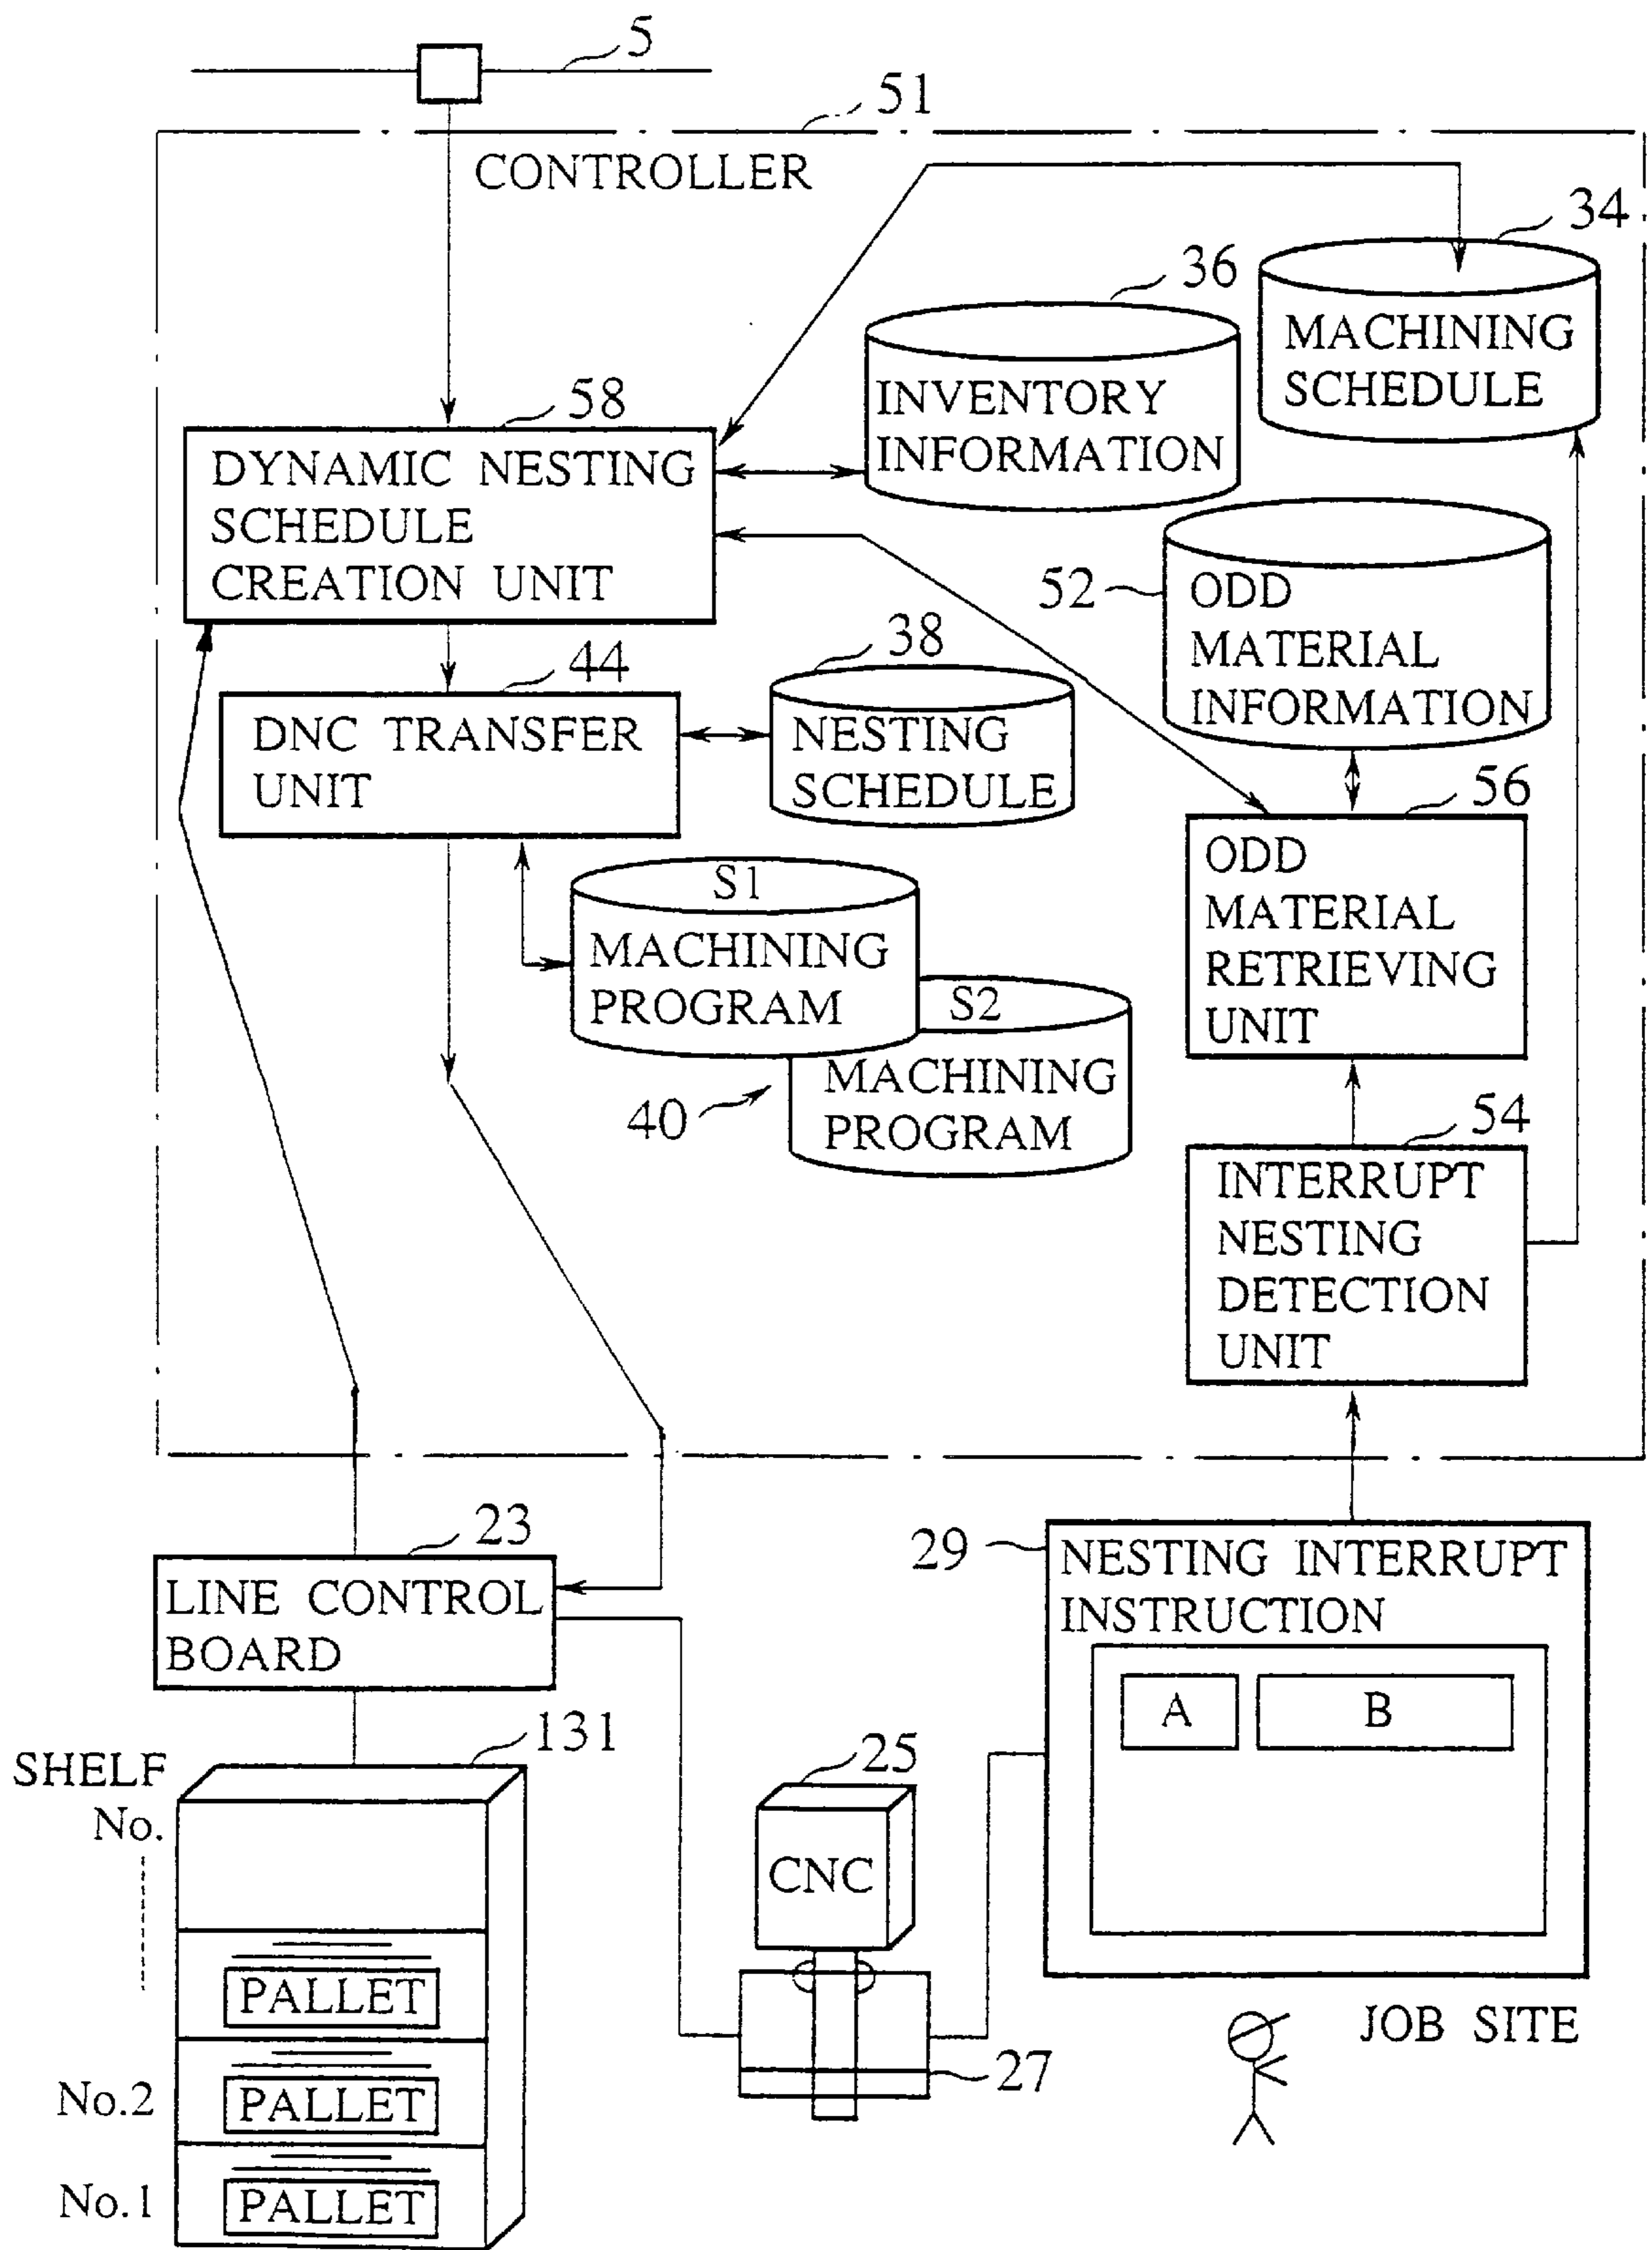 5
51
CONTROLLER
34
MACHINING
SCHEDULE
36
INVENTORY
INFORMATION
58
DYNAMIC NESTING
SCHEDULE
CREATION UNIT
52
ODD
MATERIAL
INFORMATION
38
NESTING
SCHEDULE
44
DNC TRANSFER
UNIT
56
ODD
MATERIAL
RETRIEVING
UNIT
S1
MACHINING
PROGRAM
S2
MACHINING
PROGRAM
40
54
INTERRUPT
NESTING
DETECTION
UNIT
23
LINE CONTROL
BOARD
29
NESTING INTERRUPT
INSTRUCTION
A
B
131
SHELF
No.
25
CNC
27
JOB SITE
PALLET
No.2
PALLET
No.1
PALLET